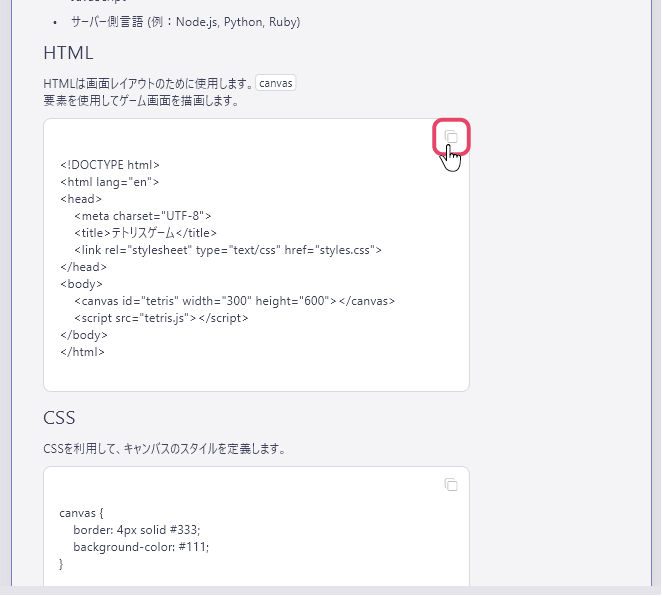 • サーバー側言語 (例：Node.js, Python, Ruby)
HTML
HTMLは画面レイアウトのために使用します。 canvas
要素を使用してゲーム画面を描画します。
<!DOCTYPE html>
<html lang="en">
<head>
    <meta charset="UTF-8">
    <title>テトリスゲーム</title>
    <link rel="stylesheet" type="text/css" href="styles.css">
</head>
<body>
    <canvas id="tetris" width="300" height="600"></canvas>
    <script src="tetris.js"></script>
</body>
</html>
CSS
CSSを利用して、キャンバスのスタイルを定義します。
canvas {
    border: 4px solid #333;
    background-color: #111;
}